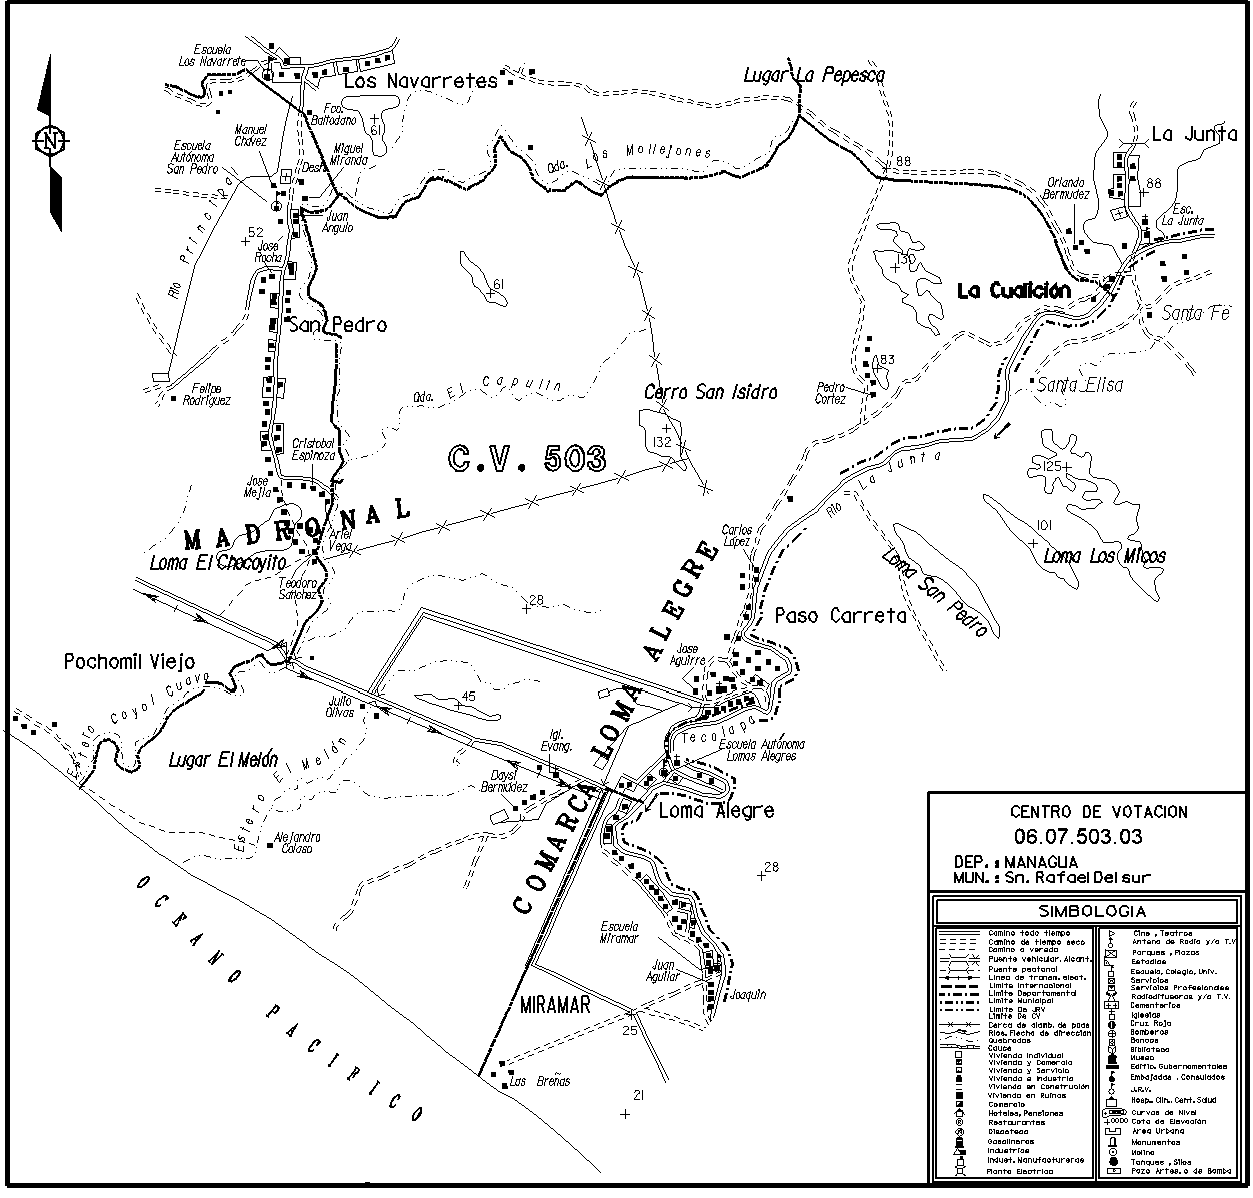 Escuela
Los Navarrete
Los Navarretes
Lugar La Pepesca
Fco.
Baltodano
61
Manuel
Chavez
Escuela
Autónoma
San Pedro
Miguel
Miranda
Desh.
Juan
Angulo
Qda. Los Mollejones
88
La Junta
Orlando
Bermudez
88
Esc.
La Junta
Rio Principal
52
Jose
Rocha
61
130
La Cualición
Santa Fe
San Pedro
83
Pedro
Cortez
Santa Elisa
Felipe
Rodriguez
Qda. El Capulin
Cerro San Isidro
132
Cristobal
Espinoza
C.V. 503
Jose
Mejia
Rio La Junta
125
101
MADRONAL
Ariel
Vega
Loma El Chocoyito
Teodoro
Sanchez
Carlos
López
Loma San Pedro
Loma Los Micos
28
Paso Carreta
COMARCA LOMA ALEGRE
Jose
Aguirre
Pochomil Viejo
Estero Coyol Cuavo
Julio
Olivas
45
Lugar El Melón
Estero El Melón
Igl.
Evang.
Tecolapa
Escuela Autónoma
Lomas Alegres
Daysi
Bermudez
Loma Alegre
Alejandro
Colaso
28
OCEANO PACIFICO
Escuela
Miramar
Juan
Aguilar
Joaquin
MIRAMAR
25
Las Breñas
21
CENTRO DE VOTACION
06.07.503.03
DEP. : MANAGUA
MUN. : Sn. Rafael Del sur
SIMBOLOGIA
Camino todo tiempo
Camino de tiempo seco
Camino o vereda
Puente vehicular. Alcant.
Puente peatonal
Linea de transm. elect.
Limite Internacional
Limite Departamental
Limite Municipal
Limite De JRV
Limite De CV
Cerca de alamb. de puas
Rios. Flecha de dirección
Quebradas
Cauce
Vivienda Individual
Vivienda y Comercio
Vivienda y Servicio
Vivienda e Industria
Vivienda en Construción
Vivienda en Ruinas
Comercio
Hoteles, Pensiones
Restaurantes
Discoteca
Gasolineras
Industrias
Indust. Manufactureras
Planta Electrica
Cine , Teatros
Antena de Radio y/o T.V
Parques , Plazas
Estadios
Escuela, Colegio, Univ.
Servicios
Servicios Profesionales
Radiodifusoras y/o T.V.
Cementerios
Iglesias
Cruz Roja
Bomberos
Bancos
Biblioteca
Museo
Edific. Gubernamentales
Embajadas . Consulados
J.R.V.
Hosp., Clin., Cent. Salud
Curvas de Nivel
Cota de Elevación
Area Urbana
Monumentos
Molino
Tanques , Silos
Pozo Artes. o de Bomba